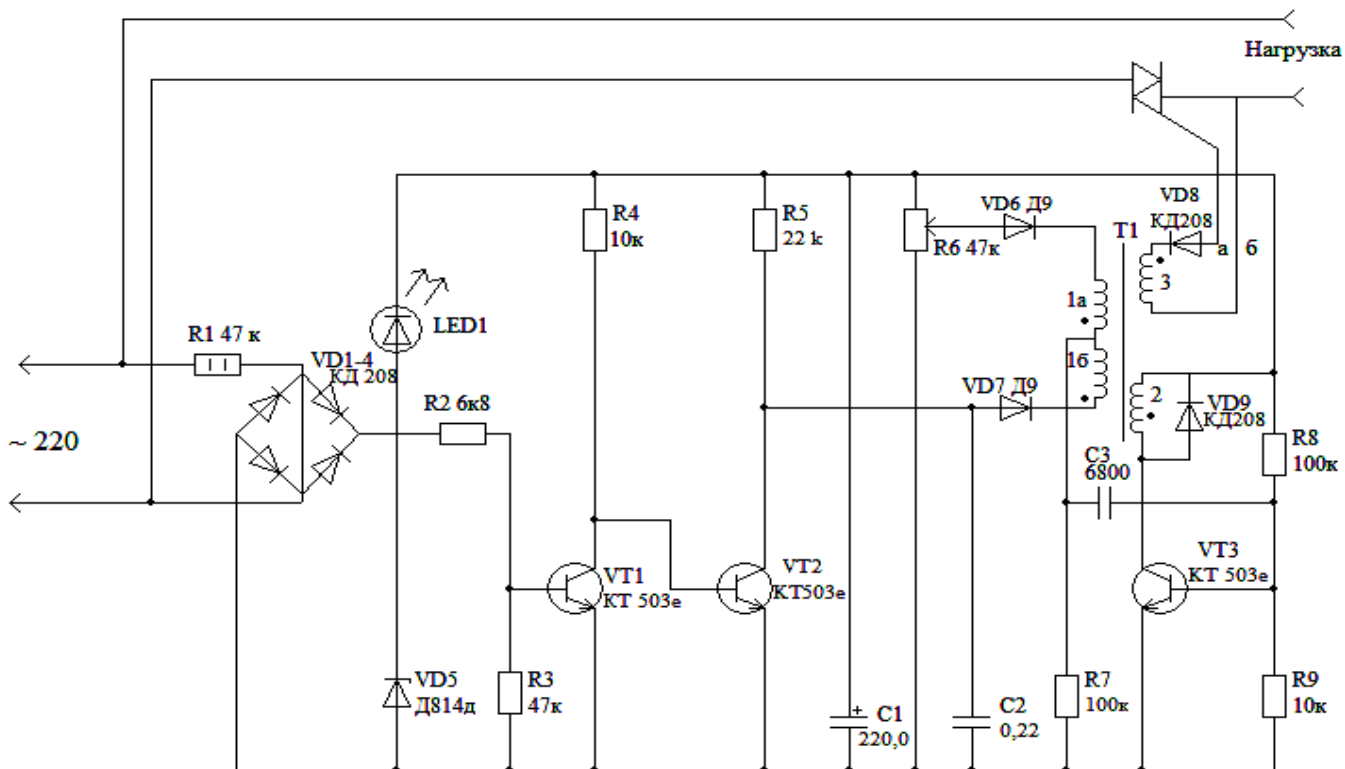 Нагрузка
R4
10к
R5
22 k
VD6 Д9
R6 47к
VD8
КД208
T1
а б
3
1а
1б
LED1
R1 47 к
VD1-4
КД 208
R2 6к8
VD7 Д9
2
VD9
КД208
R8
100к
C3
6800
~ 220
VT1
КТ 503е
VT2
КТ503е
VT3
КТ 503е
VD5
Д814д
R3
47к
+ C1
220,0
C2
0,22
R7
100к
R9
10к